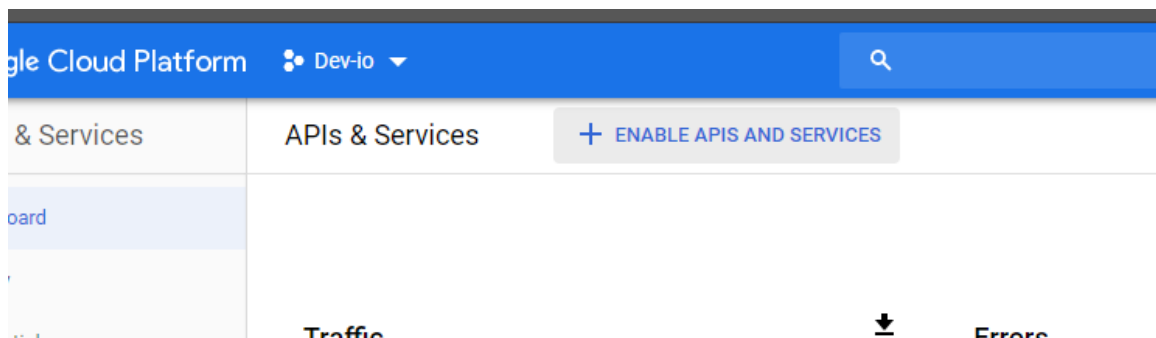 gle Cloud Platform
Dev-io
& Services
APIs & Services
+ ENABLE APIS AND SERVICES
oard
Traffic
Errors